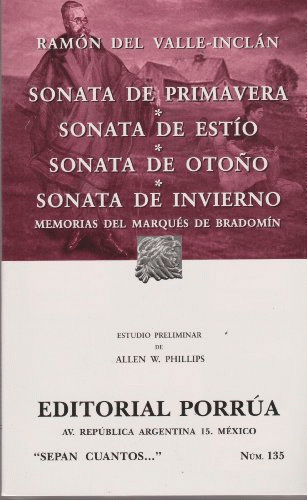 RAMÓN DEL VALLE-INCLÁN
SONATA DE PRIMAVERA
*
SONATA DE ESTÍO
*
SONATA DE OTOÑO
*
SONATA DE INVIERNO
MEMORIAS DEL MARQUÉS DE BRADOMÍN
ESTUDIO PRELIMINAR
DE
ALLEN W. PHILLIPS
EDITORIAL PORRÚA
AV. REPÚBLICA ARGENTINA 15. MÉXICO
"SEPAN CUANTOS..." NÚM. 135